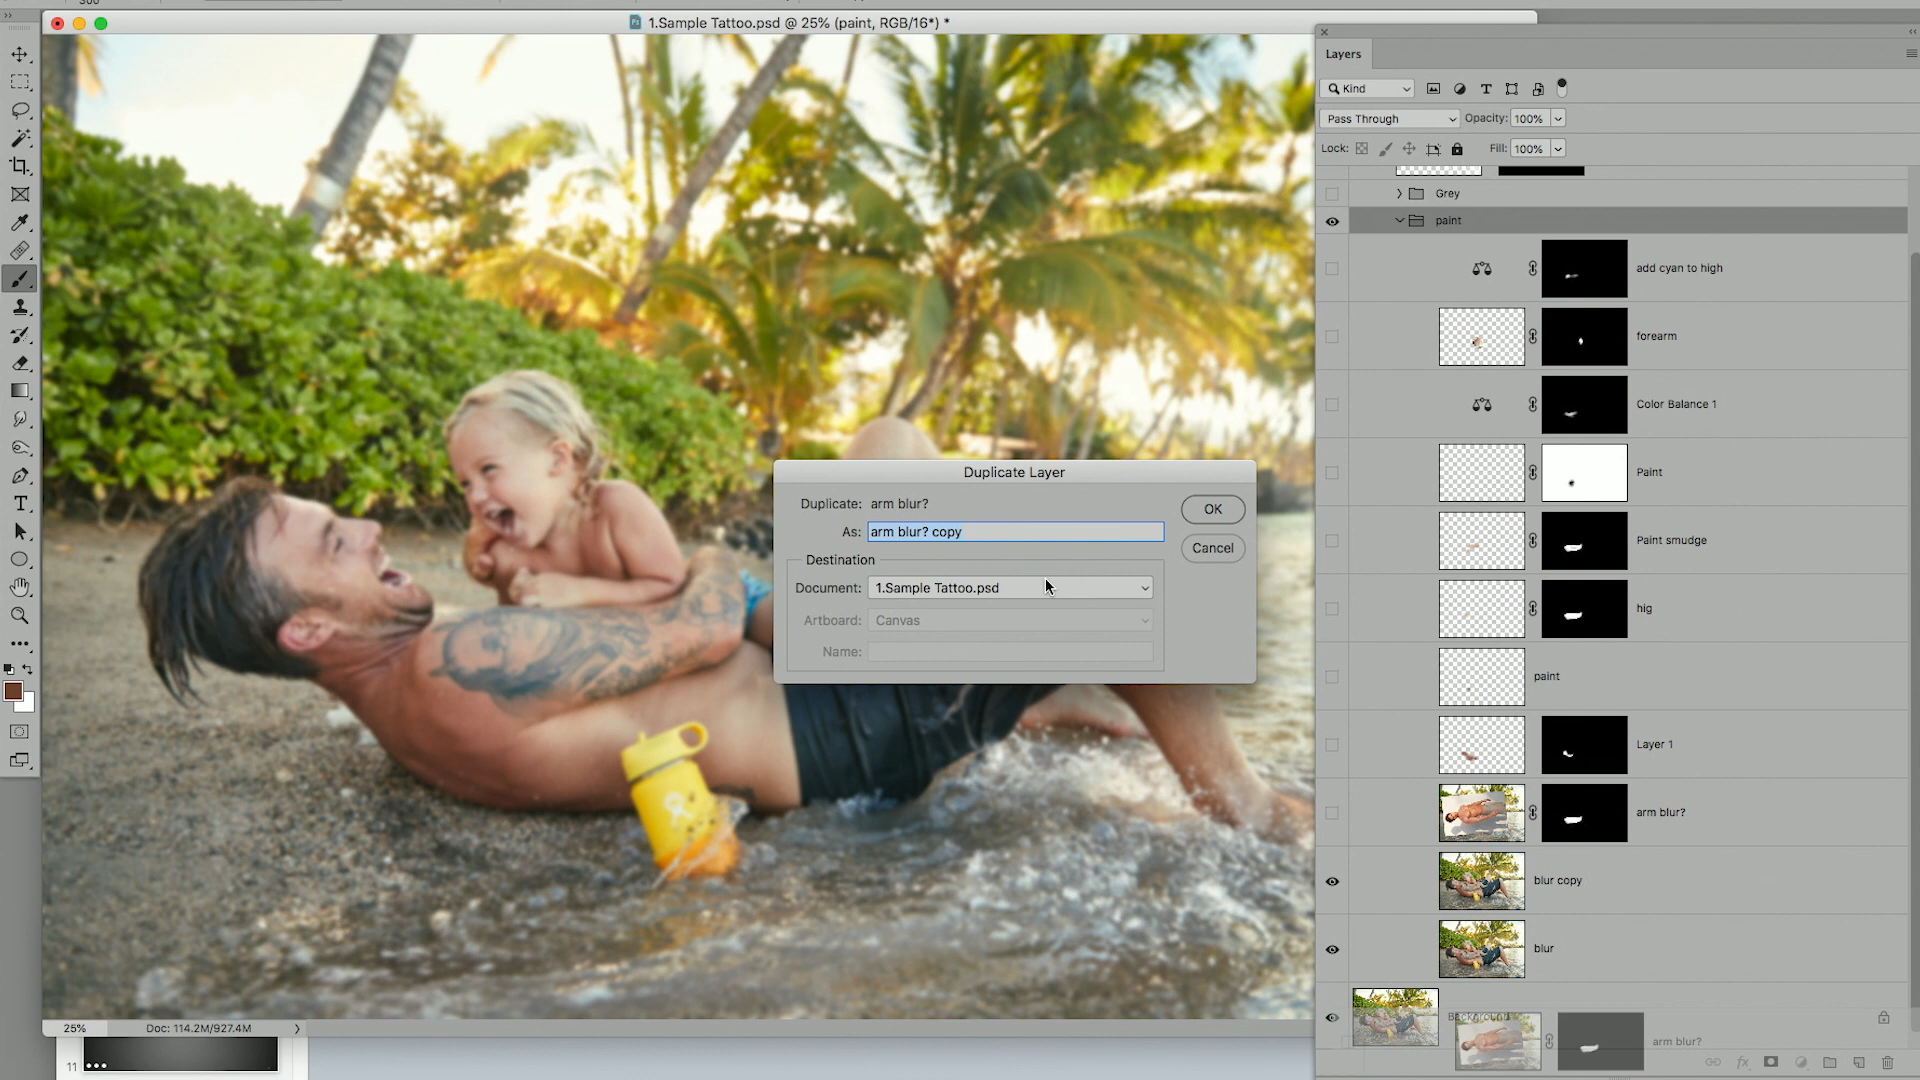 300
1.Sample Tattoo.psd @ 25% (paint, RGB/16*) *
Layers
Kind
Pass Through
Opacity: 100%
Lock:
Fill: 100%
Grey
paint
add cyan to high
forearm
Color Balance 1
Paint
Paint smudge
hig
paint
Layer 1
arm blur?
blur copy
blur
Background
arm blur?
Duplicate Layer
Duplicate: arm blur?
As: arm blur? copy
OK
Cancel
Destination
Document: 1.Sample Tattoo.psd
Artboard: Canvas
Name:
25%
Doc: 114.2M/927.4M
11